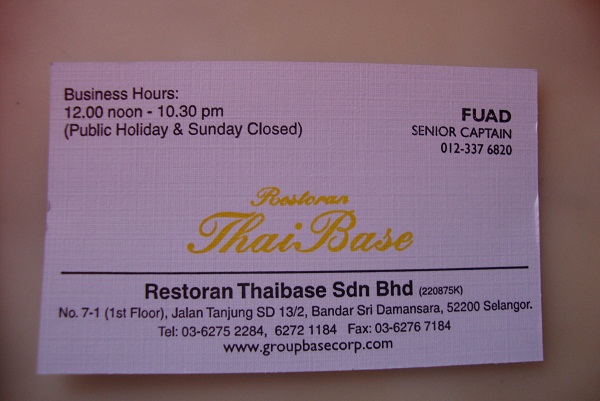 Business Hours:
12.00 noon - 10.30 pm
(Public Holiday & Sunday Closed)
FUAD
SENIOR CAPTAIN
012-337 6820
Restoran
Thai Base
Restoran Thaibase Sdn Bhd (220875K)
No. 7-1 (1st Floor), Jalan Tanjung SD 13/2, Bandar Sri Damansara, 52200 Selangor.
Tel: 03-6275 2284, 6272 1184 Fax: 03-6276 7184
www.groupbasecorp.com